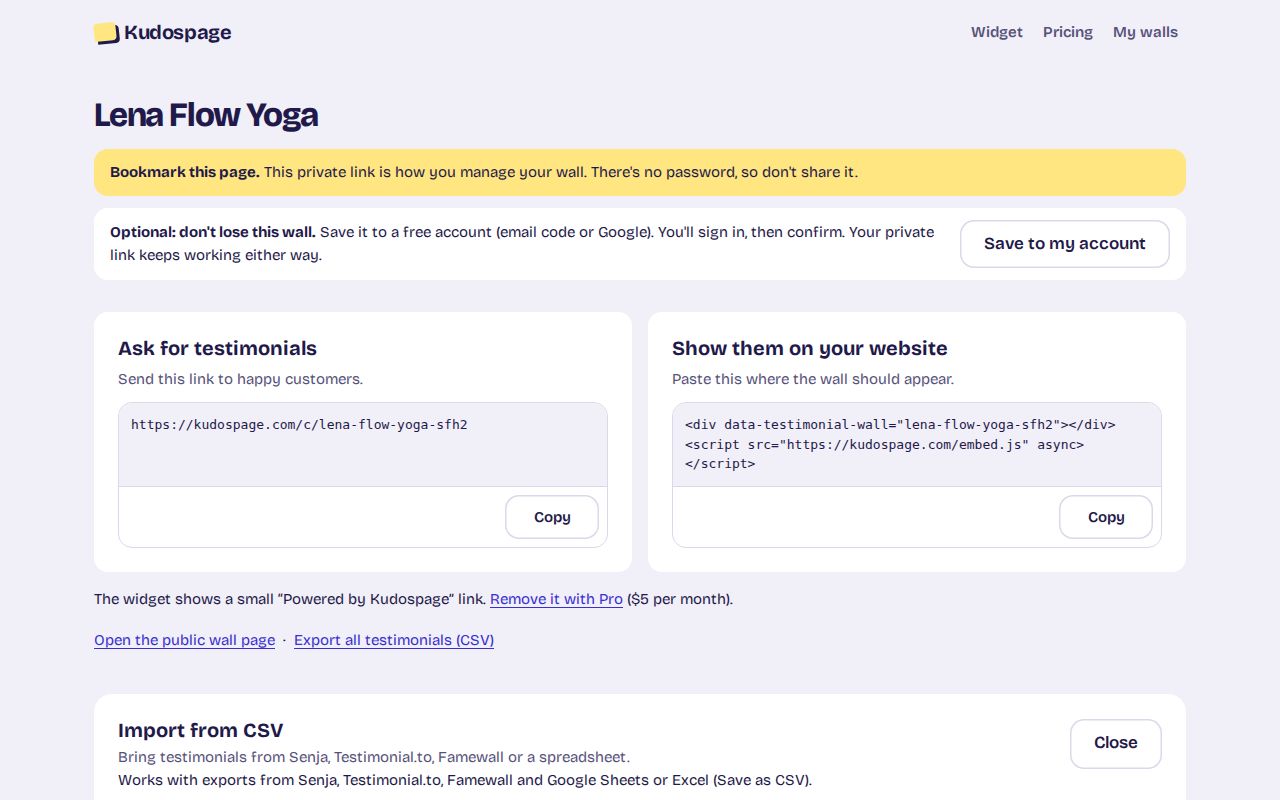 Kudospage
Widget Pricing My walls
Lena Flow Yoga
Bookmark this page. This private link is how you manage your wall. There's no password, so don't share it.
Optional: don't lose this wall. Save it to a free account (email code or Google). You'll sign in, then confirm. Your private
link keeps working either way.
Save to my account
Ask for testimonials
Send this link to happy customers.
https://kudospage.com/c/lena-flow-yoga-sfh2
Copy
Show them on your website
Paste this where the wall should appear.
<div data-testimonial-wall="lena-flow-yoga-sfh2"></div>
<script src="https://kudospage.com/embed.js" async>
</script>
Copy
The widget shows a small “Powered by Kudospage” link. Remove it with Pro ($5 per month).
Open the public wall page · Export all testimonials (CSV)
Import from CSV
Bring testimonials from Senja, Testimonial.to, Famewall or a spreadsheet.
Works with exports from Senja, Testimonial.to, Famewall and Google Sheets or Excel (Save as CSV).
Close